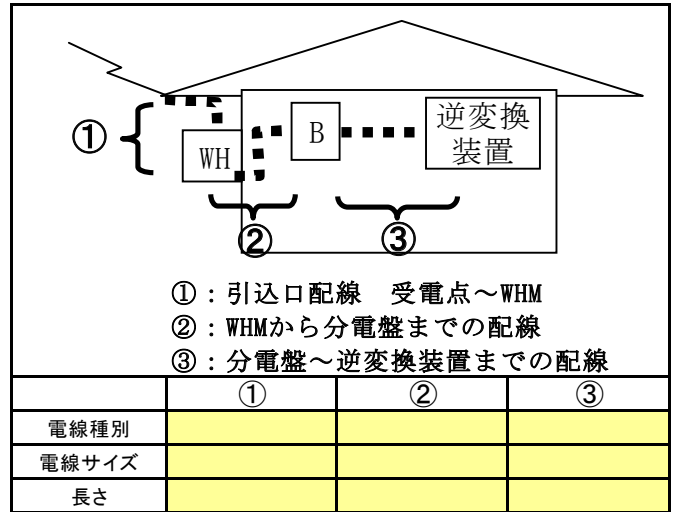 逆変換
装置
B
WH
①
②
③
①：引込口配線　受電点～WHM
②：WHMから分電盤までの配線
③：分電盤～逆変換装置までの配線
① ② ③
電線種別
電線サイズ
長さ